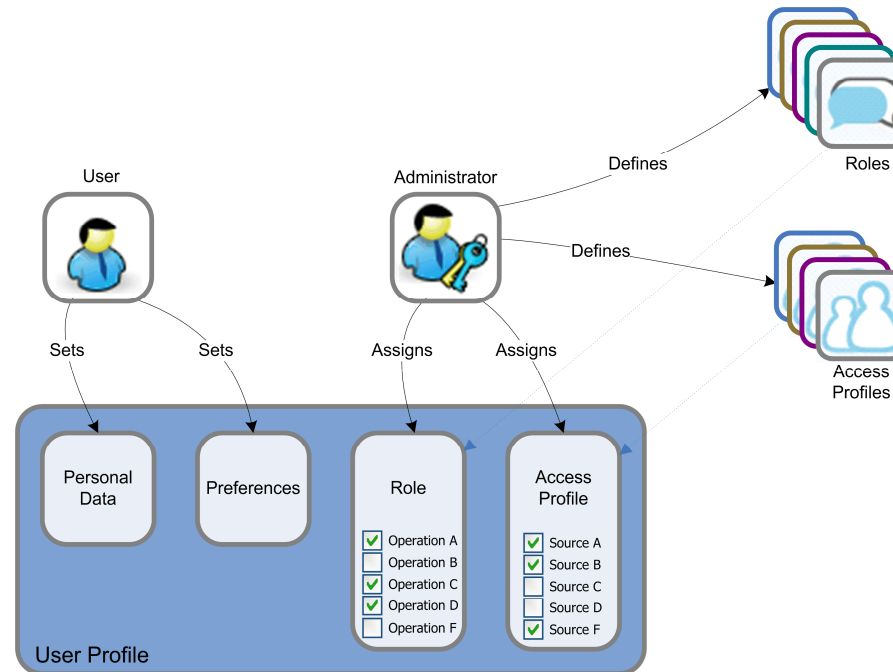 User
Administrator
Defines
Roles
Defines
Access
Profiles
Sets
Sets
Assigns
Assigns
Personal
Data
Preferences
Role
Operation A
Operation B
Operation C
Operation D
Operation F
Access
Profile
Source A
Source B
Source C
Source D
Source F
User Profile